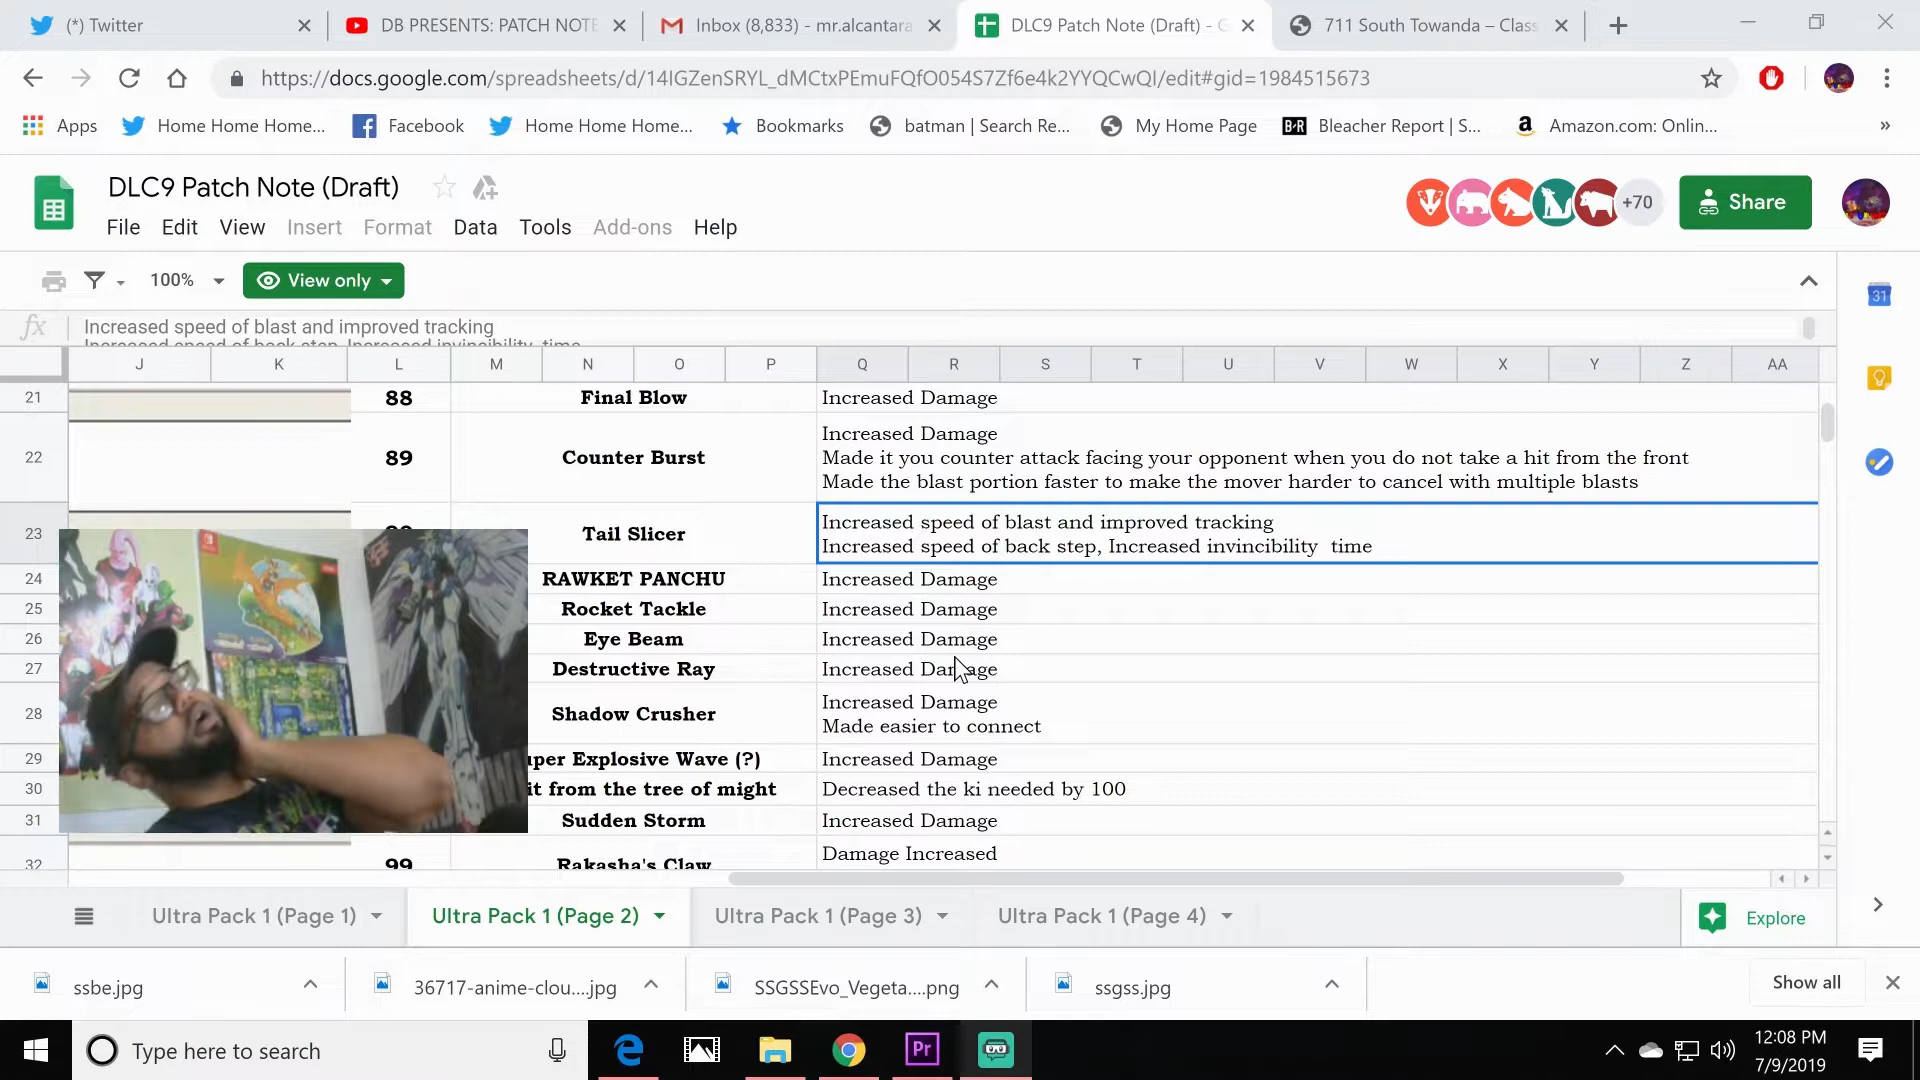 (*) Twitter
DB PRESENTS: PATCH NOTE
Inbox (8,833) - mr.alcantara
DLC9 Patch Note (Draft) - G
711 South Towanda – Class
https://docs.google.com/spreadsheets/d/14IGZenSRYL_dMCtxPEmuFQfO054S7Zf6e4k2YYQCwQI/edit#gid=1984515673
Apps
Home Home Home...
Facebook
Home Home Home...
Bookmarks
batman | Search Re...
My Home Page
B/R
Bleacher Report | S...
Amazon.com: Onlin...
»
DLC9 Patch Note (Draft)
+70
Share
File Edit View Insert Format Data Tools Add-ons Help
100%
View only
31
fx
Increased speed of blast and improved tracking
Increased speed of back step, Increased invincibility time
J K L M N O P Q R S T U V W X Y Z AA
21 88 Final Blow Increased Damage
22 89 Counter Burst Increased Damage
Made it you counter attack facing your opponent when you do not take a hit from the front
Made the blast portion faster to make the mover harder to cancel with multiple blasts
23 Tail Slicer Increased speed of blast and improved tracking
Increased speed of back step, Increased invincibility time
24 RAWKET PANCHU Increased Damage
25 Rocket Tackle Increased Damage
26 Eye Beam Increased Damage
27 Destructive Ray Increased Damage
28 Shadow Crusher Increased Damage
Made easier to connect
29 uper Explosive Wave (?) Increased Damage
30 it from the tree of might Decreased the ki needed by 100
31 Sudden Storm Increased Damage
32 99 Rakasha's Claw Damage Increased
Ultra Pack 1 (Page 1)
Ultra Pack 1 (Page 2)
Ultra Pack 1 (Page 3)
Ultra Pack 1 (Page 4)
Explore
ssbe.jpg
36717-anime-clou....jpg
SSGSSEvo_Vegeta....png
ssgss.jpg
Show all
Type here to search
Pr
12:08 PM
7/9/2019